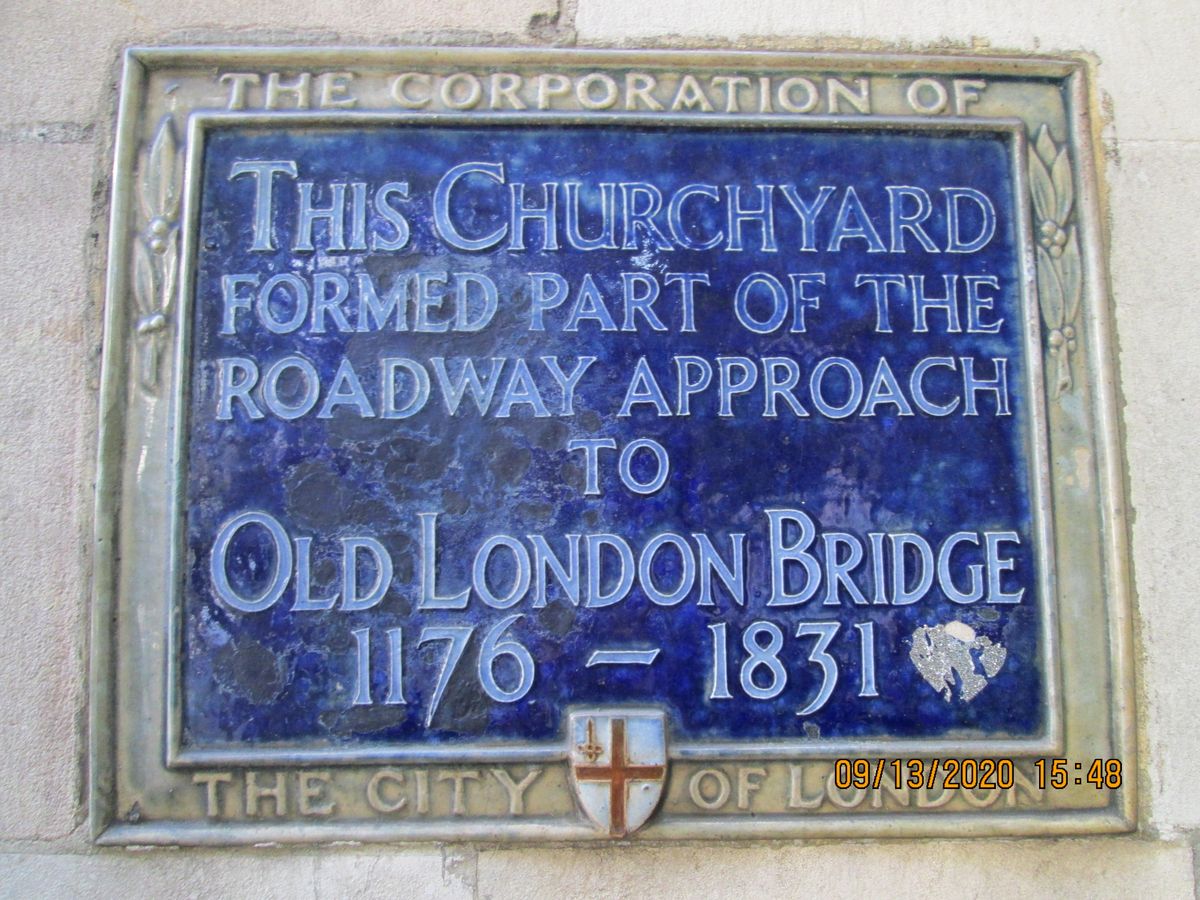 THE CORPORATION OF
THIS CHURCHYARD
FORMED PART OF THE
ROADWAY APPROACH
TO
OLD LONDON BRIDGE
1176 – 1831
THE CITY OF LONDON
09/13/2020 15:48